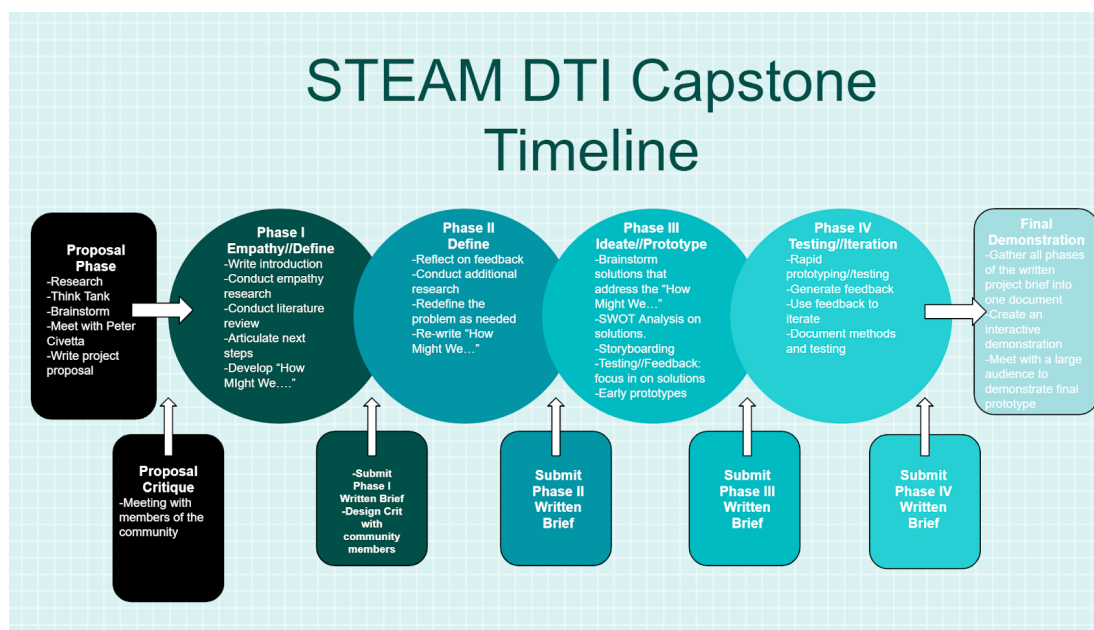 STEAM DTI Capstone
Timeline
Proposal
Phase
-Research
-Think Tank
-Brainstorm
-Meet with Peter
Civetta
-Write project
proposal
Phase I
Empathy//Define
-Write introduction
-Conduct empathy
research
-Conduct literature
review
-Articulate next
steps
-Develop “How
MIght We….”
Phase II
Define
-Reflect on feedback
-Conduct additional
research
-Redefine the
problem as needed
-Re-write “How
Might We…”
Phase III
Ideate//Prototype
-Brainstorm
solutions that
address the “How
Might We…”
-SWOT Analysis on
solutions.
-Storyboarding
-Testing//Feedback:
focus in on solutions
-Early prototypes
Phase IV
Testing//Iteration
-Rapid
prototyping//testing
-Generate feedback
-Use feedback to
iterate
-Document methods
and testing
Final
Demonstration
-Gather all phases
of the written
project brief into
one document
-Create an
interactive
demonstration
-Meet with a large
audience to
demonstrate final
prototype
Proposal
Critique
-Meeting with
members of the
community
-Submit
Phase I
Written Brief
-Design Crit
with
community
members
Submit
Phase II
Written
Brief
Submit
Phase III
Written
Brief
Submit
Phase IV
Written
Brief